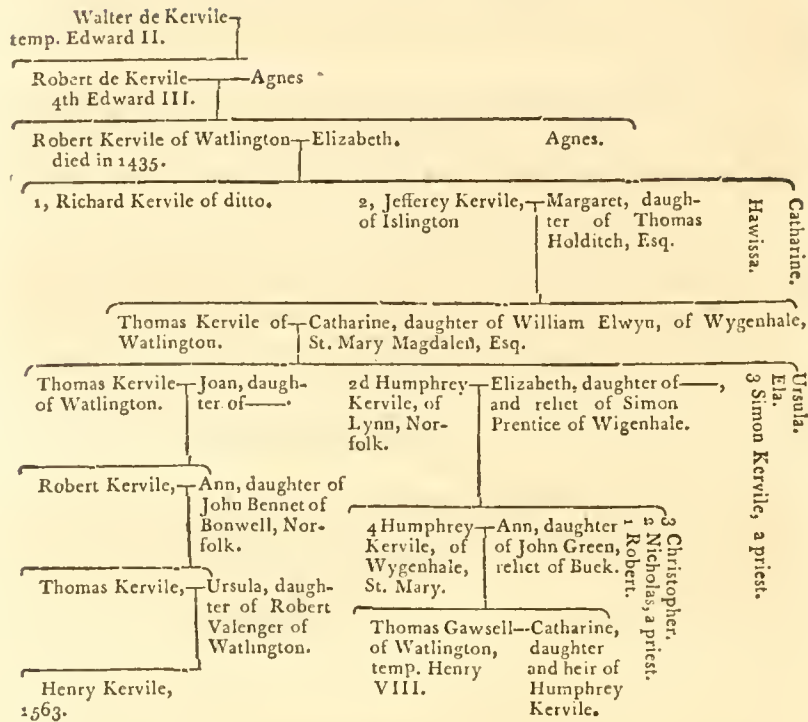 Walter de Kervile
temp. Edward II.
Robert de Kervile Agnes
4th Edward III.
Robert Kervile of Watlington Elizabeth. Agnes.
died in 1435.
1, Richard Kervile of ditto.
2, Jefferey Kervile,
of Islington
Margaret, daugh-
ter of Thomas
Holditch, Esq.
Hawissa.
Catharine.
Thomas Kervile of
Watlington.
Catharine, daughter of William Elwyn, of Wygenhale,
St. Mary Magdalen, Esq.
Thomas Kervile
of Watlington.
Joan, daugh-
ter of——.
2d Humphrey
Kervile, of
Lynn, Nor-
folk.
Elizabeth, daughter of——,
and relict of Simon
Prentice of Wigenhale.
3 Simon Kervile, a priest.
Ela.
Ursula.
Robert Kervile,
Ann, daughter of
John Bennet of
Bonwell, Nor-
folk.
4 Humphrey
Kervile, of
Wygenhale,
St. Mary.
Ann, daughter
of John Green,
relict of Buck.
1 Robert.
2 Nicholas, a priest.
3 Christopher.
Thomas Kervile,
Ursula, daugh-
ter of Robert
Valenger of
Watlington.
Thomas Gawsell
of Watlington,
temp. Henry
VIII.
Catharine,
daughter
and heir of
Humphrey
Kervile.
Henry Kervile,
1563.